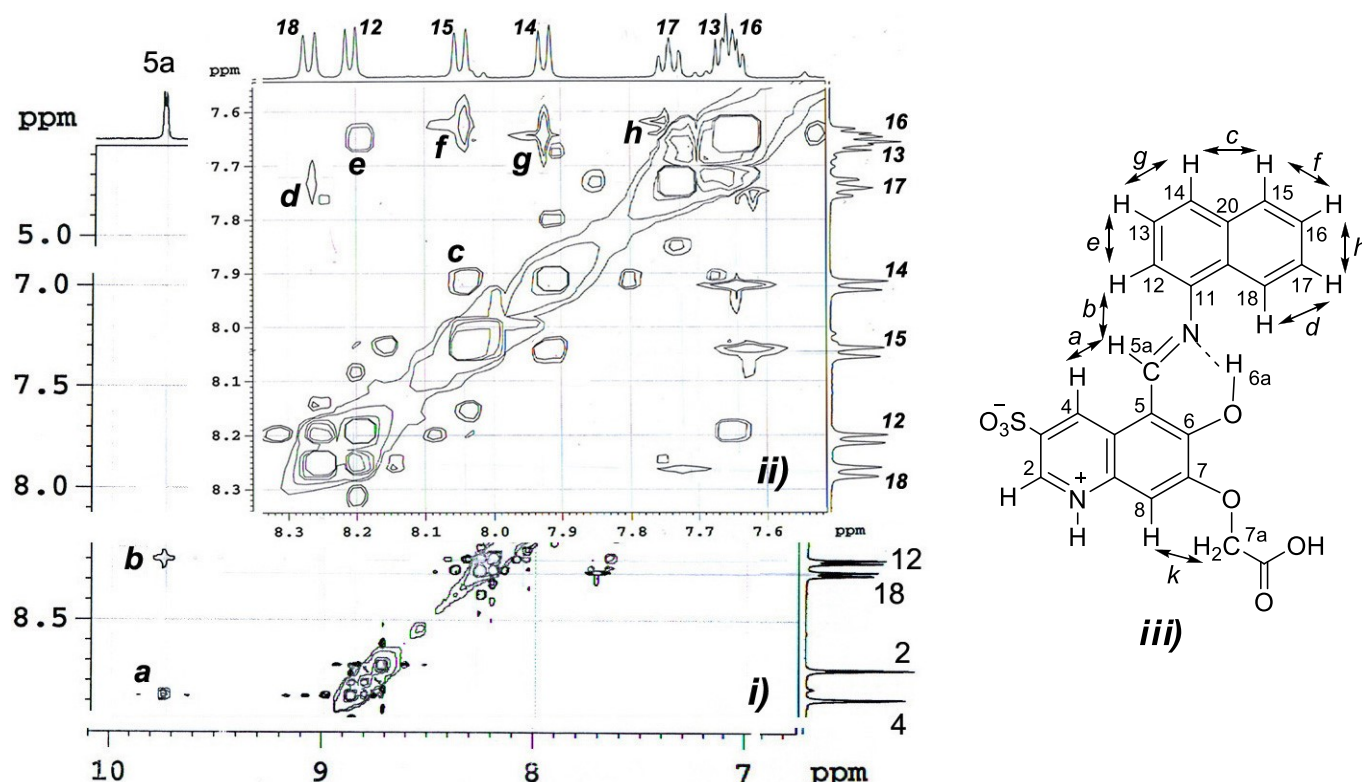 18 12 15 14 17 13 16
5a
ppm
ppm
7.6
7.7
7.8
7.9
8.0
8.1
8.2
8.3
e f g h
d
c
ii)
16
13
17
14
15
12
18
8.3 8.2 8.1 8.0 7.9 7.8 7.7 7.6 ppm
5.0
7.0
7.5
8.0
8.5
b
a
i)
12
18
2
4
10 9 8 7 ppm
c
g H H f
14 15
H 20 H
13 16
e h
H 12 11 18 17 H
b N H d
a H 5a H
H C 6a
4 5 6 O
O₃S⁻
2 7
H N⁺ 8 O
H H H₂C 7a OH
k C
O
iii)